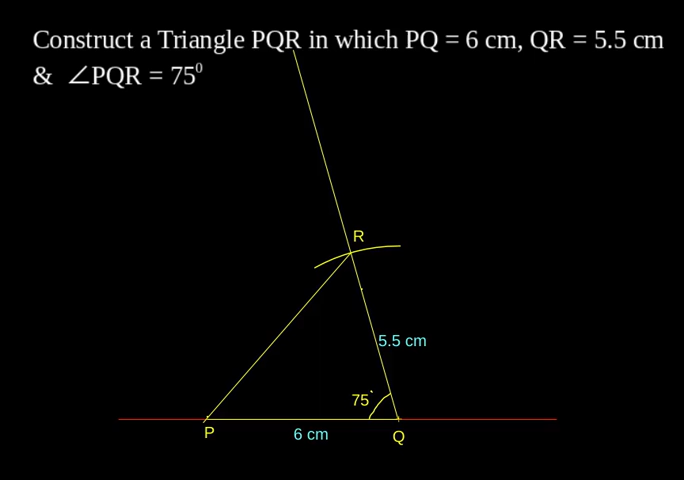 Construct a Triangle PQR in which PQ = 6 cm, QR = 5.5 cm
& ∠PQR = 75⁰
R
5.5 cm
75`
P
6 cm
Q